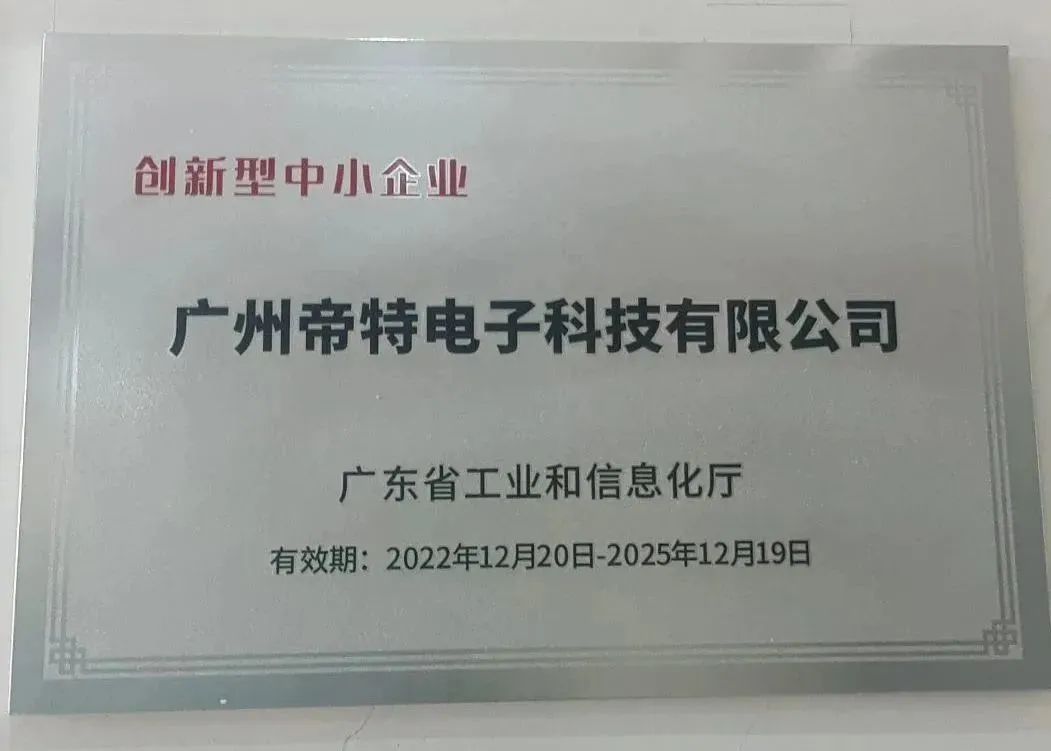 创新型中小企业
广州帝特电子科技有限公司
广东省工业和信息化厅
有效期：2022年12月20日-2025年12月19日